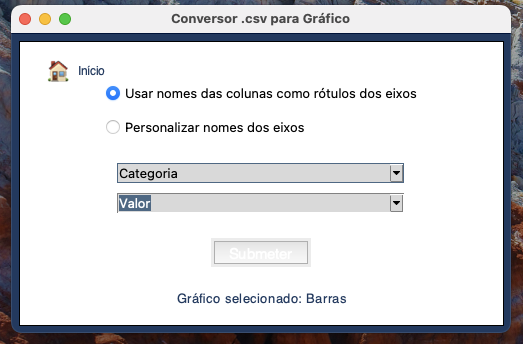 Conversor .csv para Gráfico
Início
Usar nomes das colunas como rótulos dos eixos
Personalizar nomes dos eixos
Categoria
Valor
Submeter
Gráfico selecionado: Barras